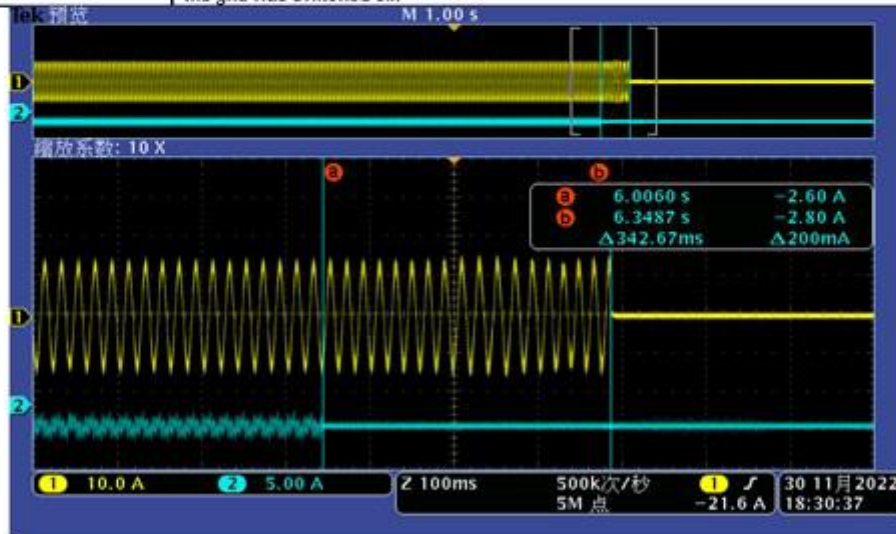 Tek 预览 M 1.00 s
1
2
缩放系数: 10 X
a b
a 6.0060 s −2.60 A
b 6.3487 s −2.80 A
Δ342.67ms Δ200mA
1
2
1 10.0 A 2 5.00 A Z 100ms 500k次/秒 1 30 11月2022
5M 点 −21.6 A 18:30:37